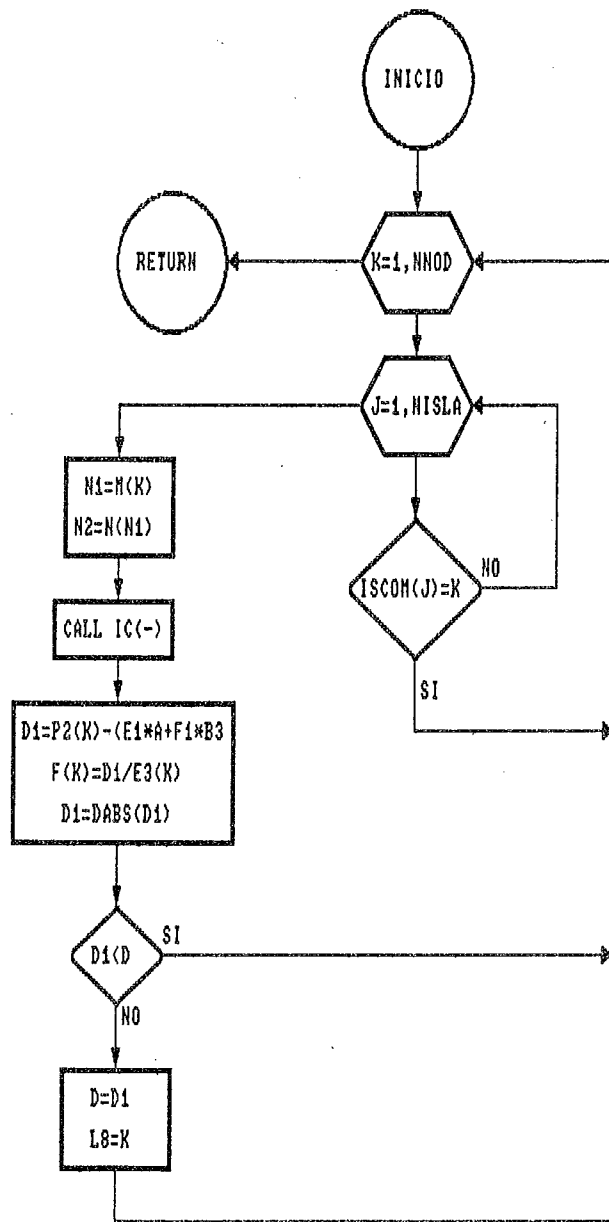 INICIO
RETURN
K=1,NNOD
J=1,NISLA
N1=M(K)
N2=N(N1)
ISCOM(J)=K
NO
CALL IC(-)
SI
D1=P2(K)-(E1*A+F1*B3
F(K)=D1/E3(K)
D1=DABS(D1)
D1<D
SI
NO
D=D1
L8=K